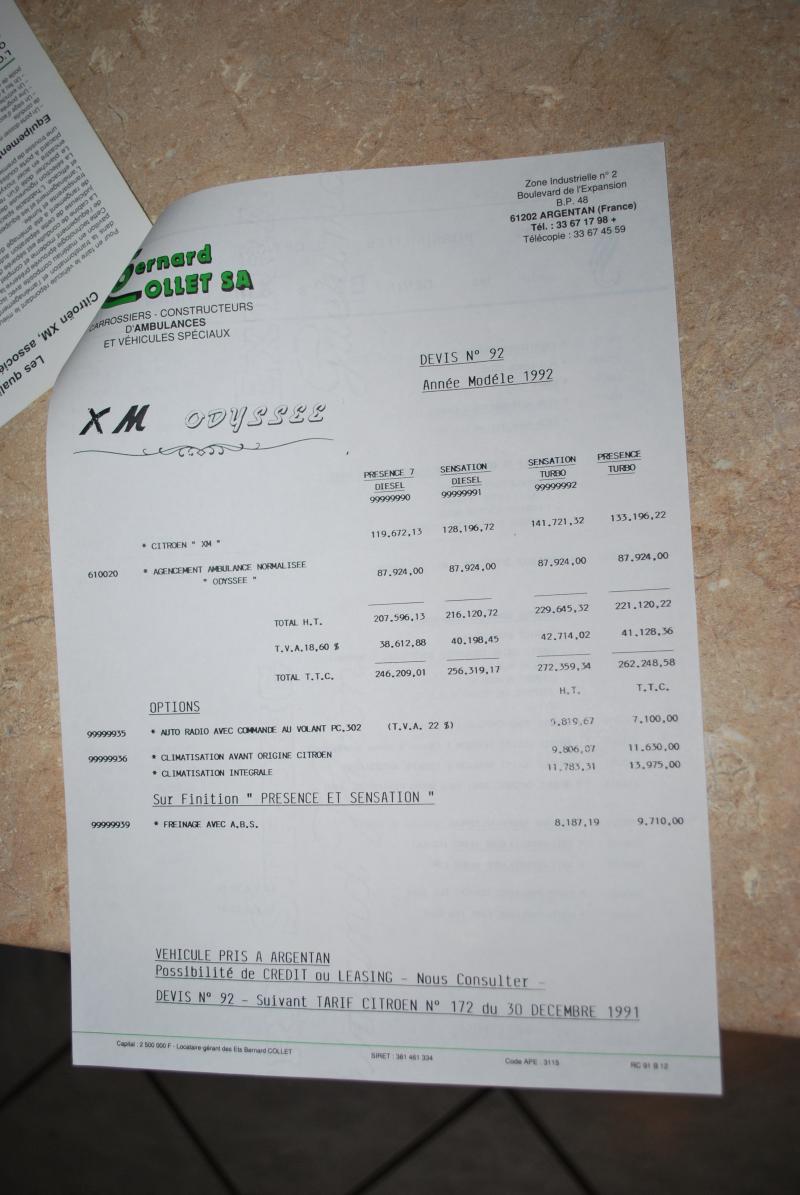 Zone Industrielle n° 2
Boulevard de l'Expansion
B.P. 48
61202 ARGENTAN (France)
Tél. : 33 67 17 98 +
Télécopie : 33 67 45 59
Bernard
COLLET SA
CARROSSIERS - CONSTRUCTEURS
D'AMBULANCES
ET VÉHICULES SPÉCIAUX
Citroën XM, associé
Les quali
Equipement
DEVIS N° 92
Année Modéle 1992
XM ODYSSEE
PRESENCE 7 SENSATION SENSATION PRESENCE
DIESEL DIESEL TURBO TURBO
99999990 99999991 99999992
* CITROEN " XM " 119.672,13 128.196,72 141.721,32 133.196,22
610020 * AGENCEMENT AMBULANCE NORMALISEE 87.924,00 87.924,00 87.924,00 87.924,00
" ODYSSEE "
TOTAL H.T. 207.596,13 216.120,72 229.645,32 221.120,22
T.V.A.18,60 % 38.612,88 40.198,45 42.714,02 41.128,36
TOTAL T.T.C. 246.209,01 256.319,17 272.359,34 262.248,58
H.T. T.T.C.
OPTIONS
99999935 * AUTO RADIO AVEC COMMANDE AU VOLANT PC.302 (T.V.A. 22 %) 5.819,67 7.100,00
99999936 * CLIMATISATION AVANT ORIGINE CITROEN 9.806,07 11.630,00
* CLIMATISATION INTEGRALE 11.783,31 13.975,00
Sur Finition " PRESENCE ET SENSATION "
99999939 * FREINAGE AVEC A.B.S. 8.187,19 9.710,00
VEHICULE PRIS A ARGENTAN
Possibilité de CREDIT ou LEASING - Nous Consulter -
DEVIS N° 92 - Suivant TARIF CITROEN N° 172 du 30 DECEMBRE 1991
Capital : 2 500 000 F - Locataire gérant des Ets Bernard COLLET SIRET : 381 461 334 Code APE : 3115 RC 91 B 12